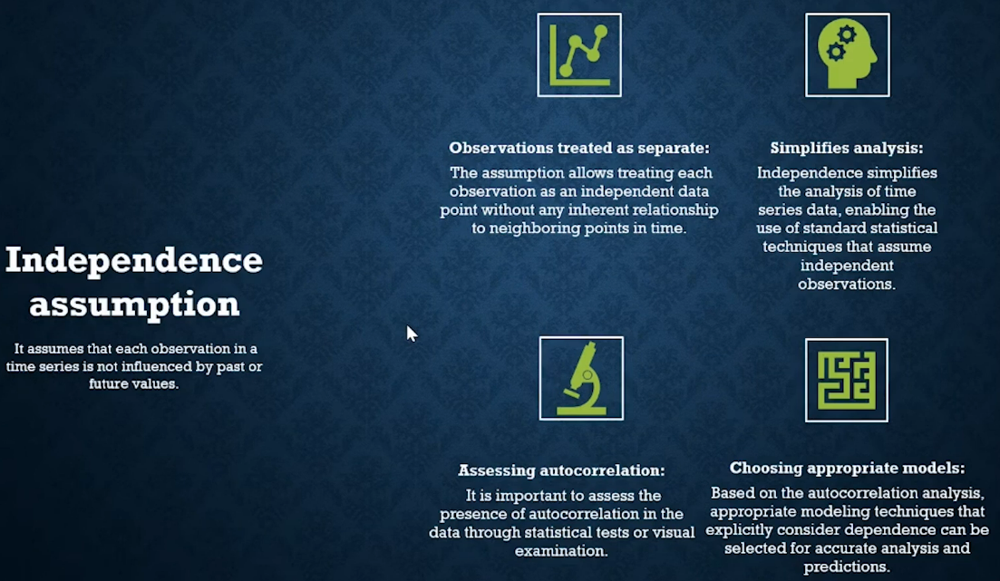 Independence
assumption
It assumes that each observation in a
time series is not influenced by past or
future values.
Observations treated as separate:
The assumption allows treating each
observation as an independent data
point without any inherent relationship
to neighboring points in time.
Simplifies analysis:
Independence simplifies
the analysis of time
series data, enabling the
use of standard statistical
techniques that assume
independent
observations.
Assessing autocorrelation:
It is important to assess the
presence of autocorrelation in the
data through statistical tests or visual
examination.
Choosing appropriate models:
Based on the autocorrelation analysis,
appropriate modeling techniques that
explicitly consider dependence can be
selected for accurate analysis and
predictions.